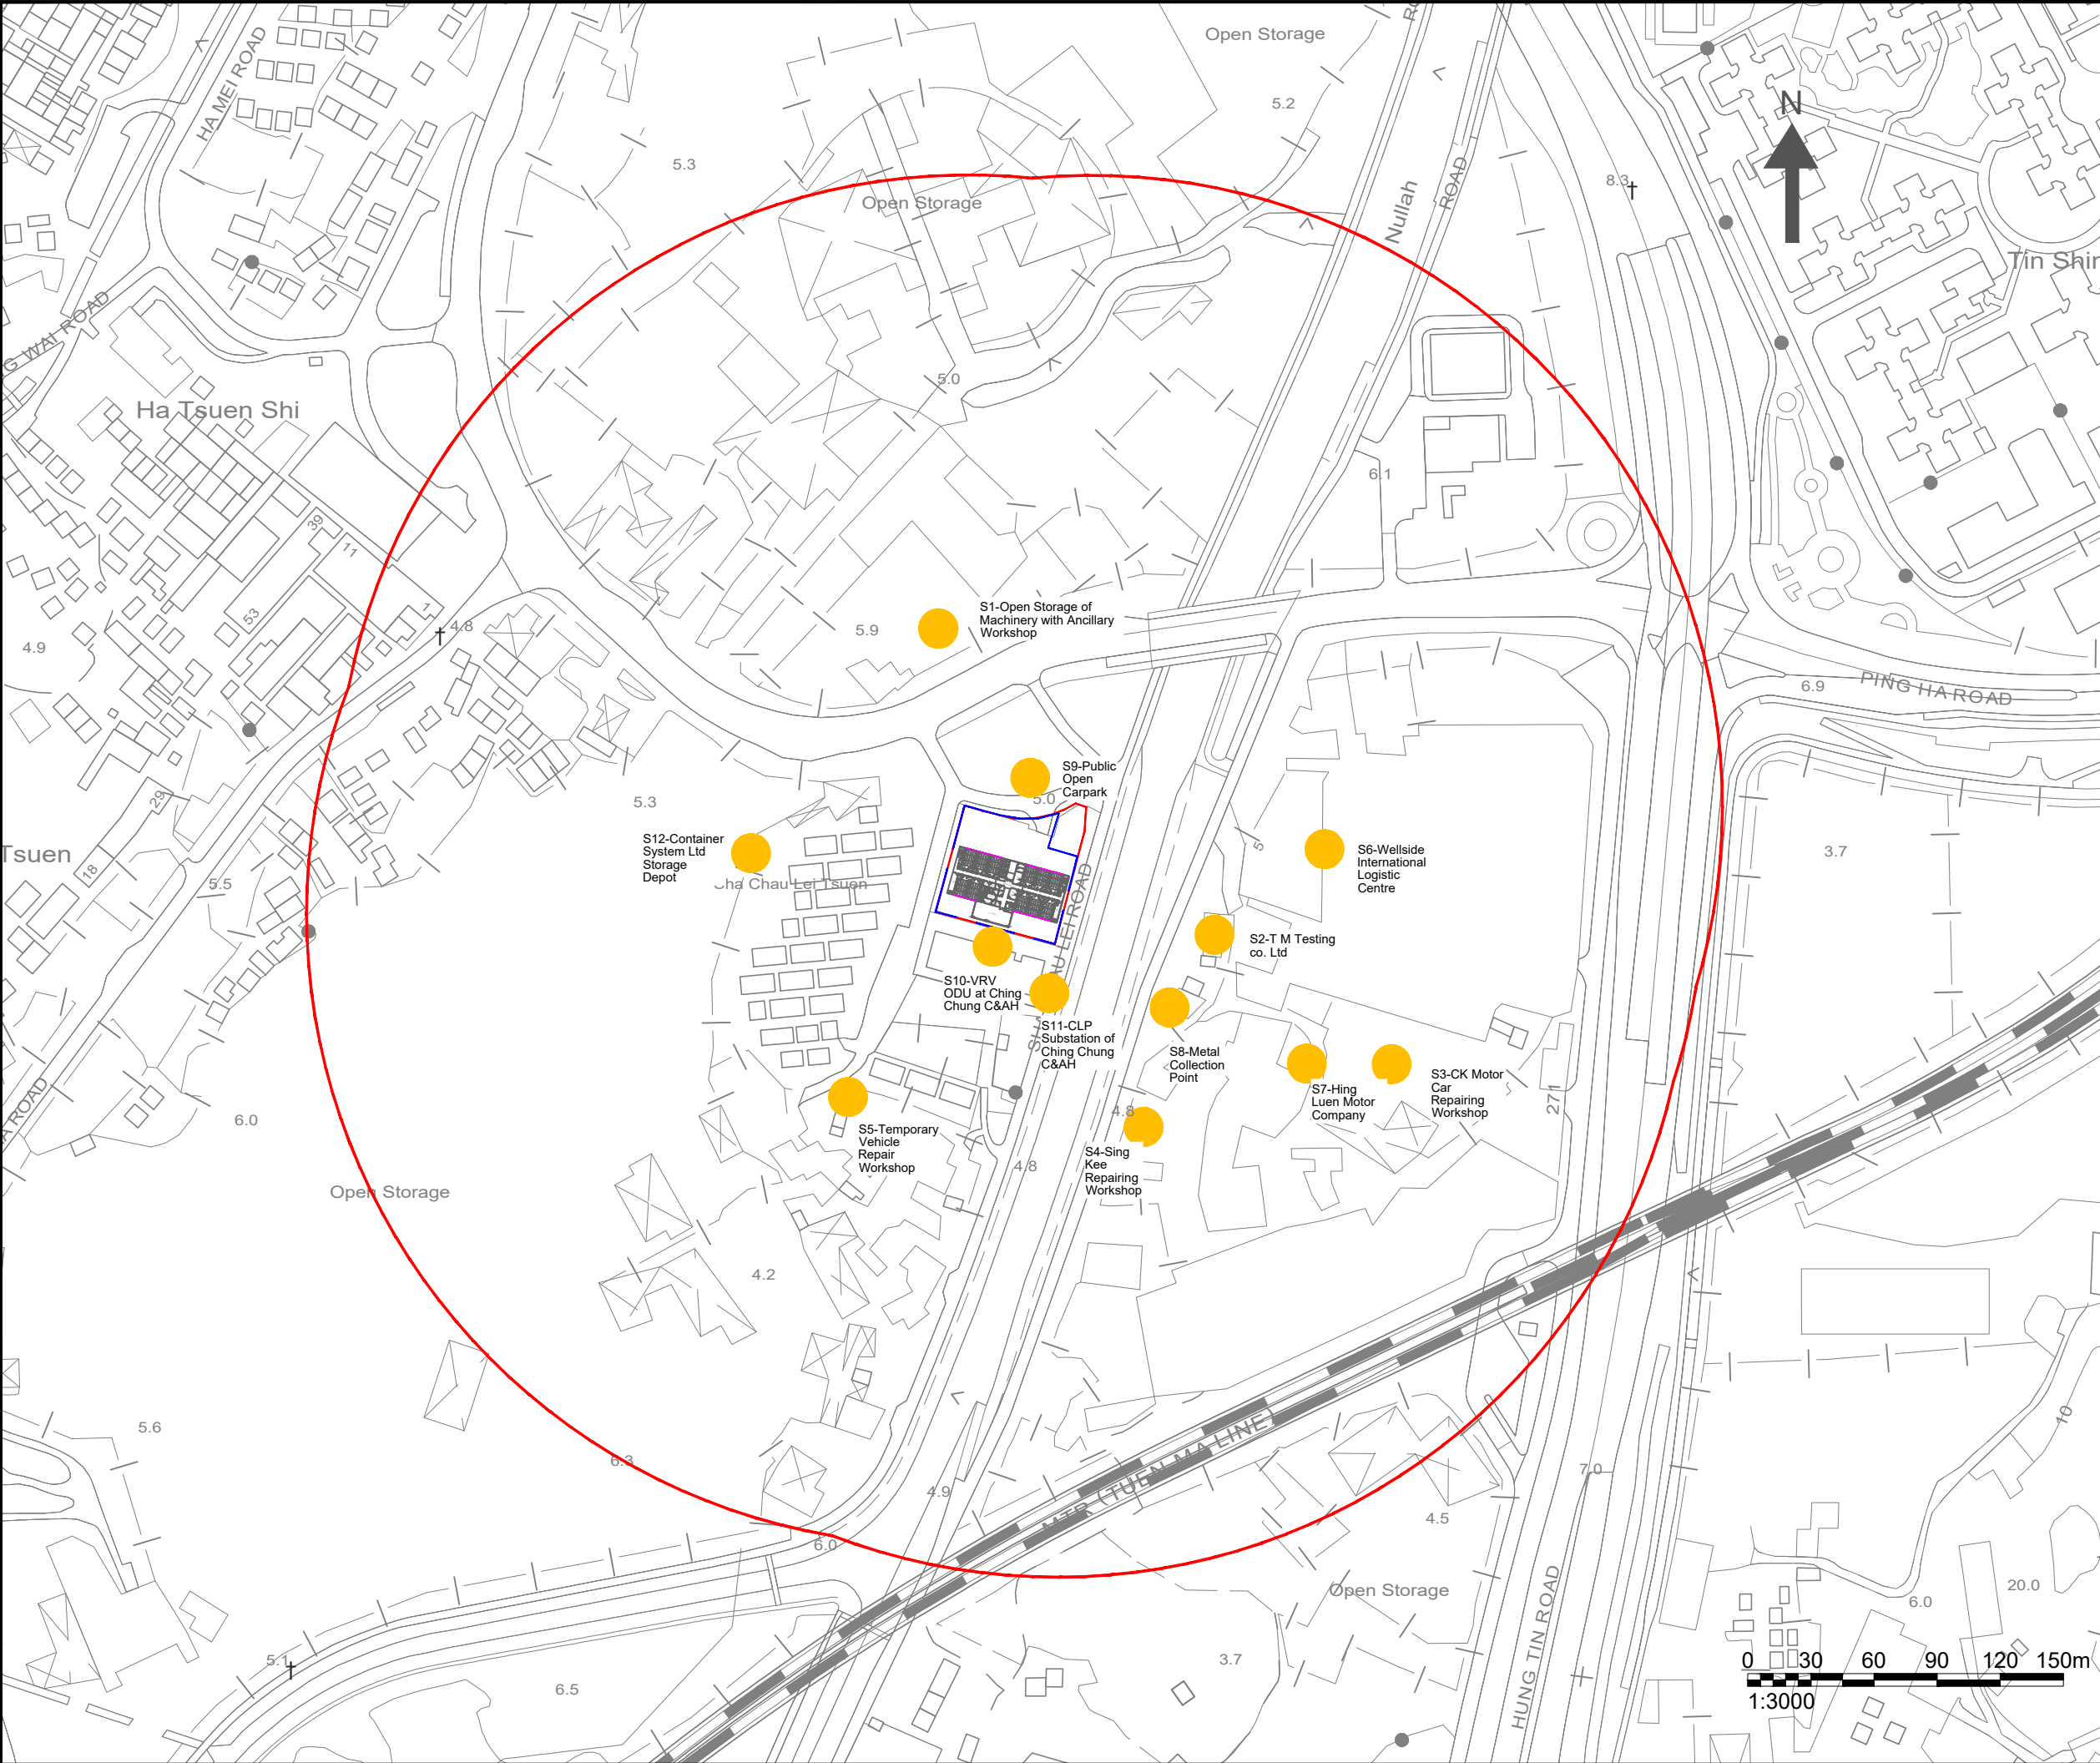 Open Storage
HA MEI ROAD
5.2
N
5.3
8.3
ROAD
Open Storage
Nullah
5.0
Ha Tsuen Shi
6.1
39
11
53
1
4.8
4.9
5.9
S1-Open Storage of
Machinery with Ancillary
Workshop
6.9
PING HA ROAD
S9-Public
Open
Carpark
5.0
5.3
29
18
Tsuen
5.5
S12-Container
System Ltd
Storage
Depot
Cha Chau Lei Tsuen
5
S6-Wellside
International
Logistic
Centre
3.7
S2-T M Testing
co. Ltd
S10-VRV
ODU at Ching
Chung C&AH
S11-CLP
Substation of
Ching Chung
C&AH
S8-Metal
Collection
Point
S7-Hing
Luen Motor
Company
S3-CK Motor
Car
Repairing
Workshop
271
4.8
6.0
S5-Temporary
Vehicle
Repair
Workshop
4.8
S4-Sing
Kee
Repairing
Workshop
Open Storage
4.2
5.6
6.3
4.9
MTR (TUEN MA LINE)
7.0
4.5
10
6.0
Open Storage
HUNG TIN ROAD
20.0
6.0
5.1
6.5
3.7
0 30 60 90 120 150m
1:3000